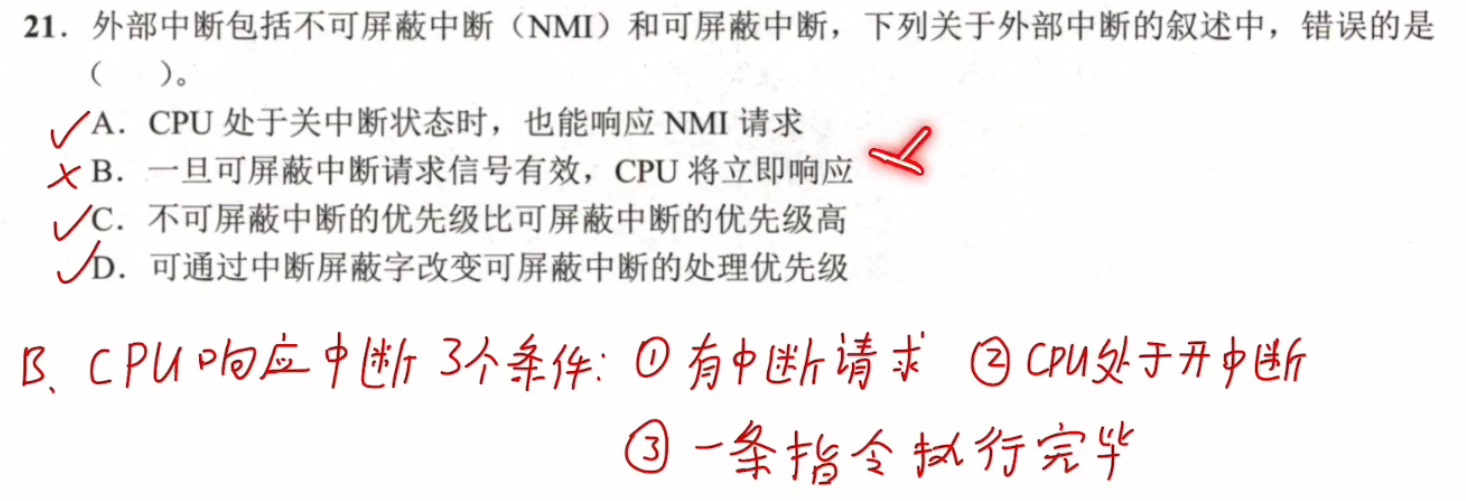 21. 外部中断包括不可屏蔽中断（NMI）和可屏蔽中断，下列关于外部中断的叙述中，错误的是
（ ）。
✓A. CPU 处于关中断状态时，也能响应 NMI 请求
×B. 一旦可屏蔽中断请求信号有效，CPU 将立即响应
✓C. 不可屏蔽中断的优先级比可屏蔽中断的优先级高
✓D. 可通过中断屏蔽字改变可屏蔽中断的处理优先级
B、CPU响应中断3个条件：①有中断请求 ②CPU处于开中断
③一条指令执行完毕